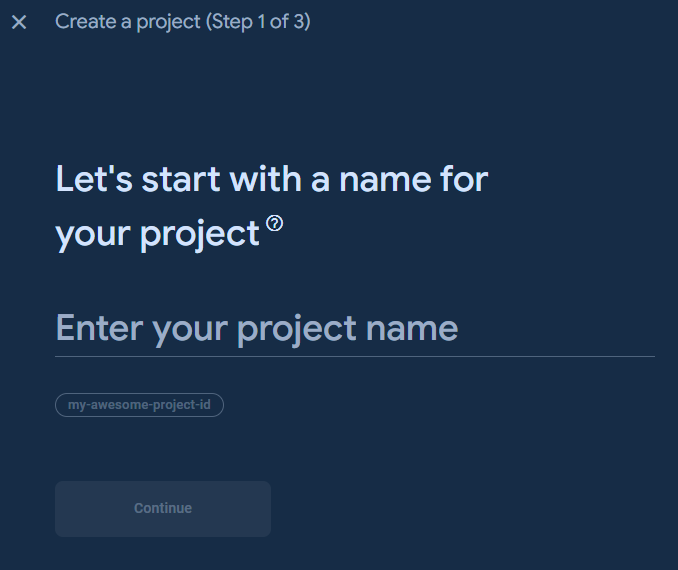 Create a project (Step 1 of 3)
Let's start with a name for
your project
Enter your project name
my-awesome-project-id
Continue